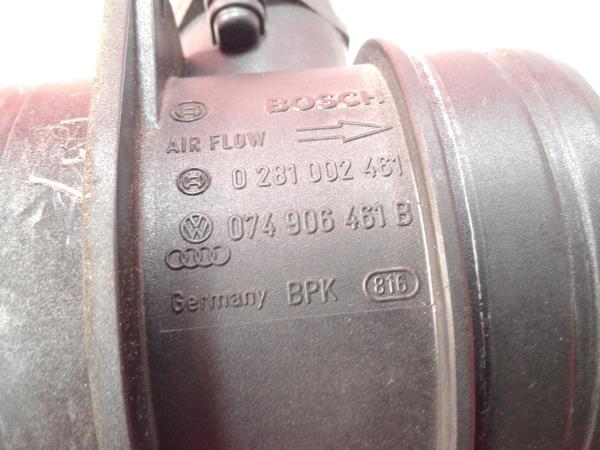 BOSCH
AIR FLOW
0 281 002 461
074 906 461 B
Germany BPK 816